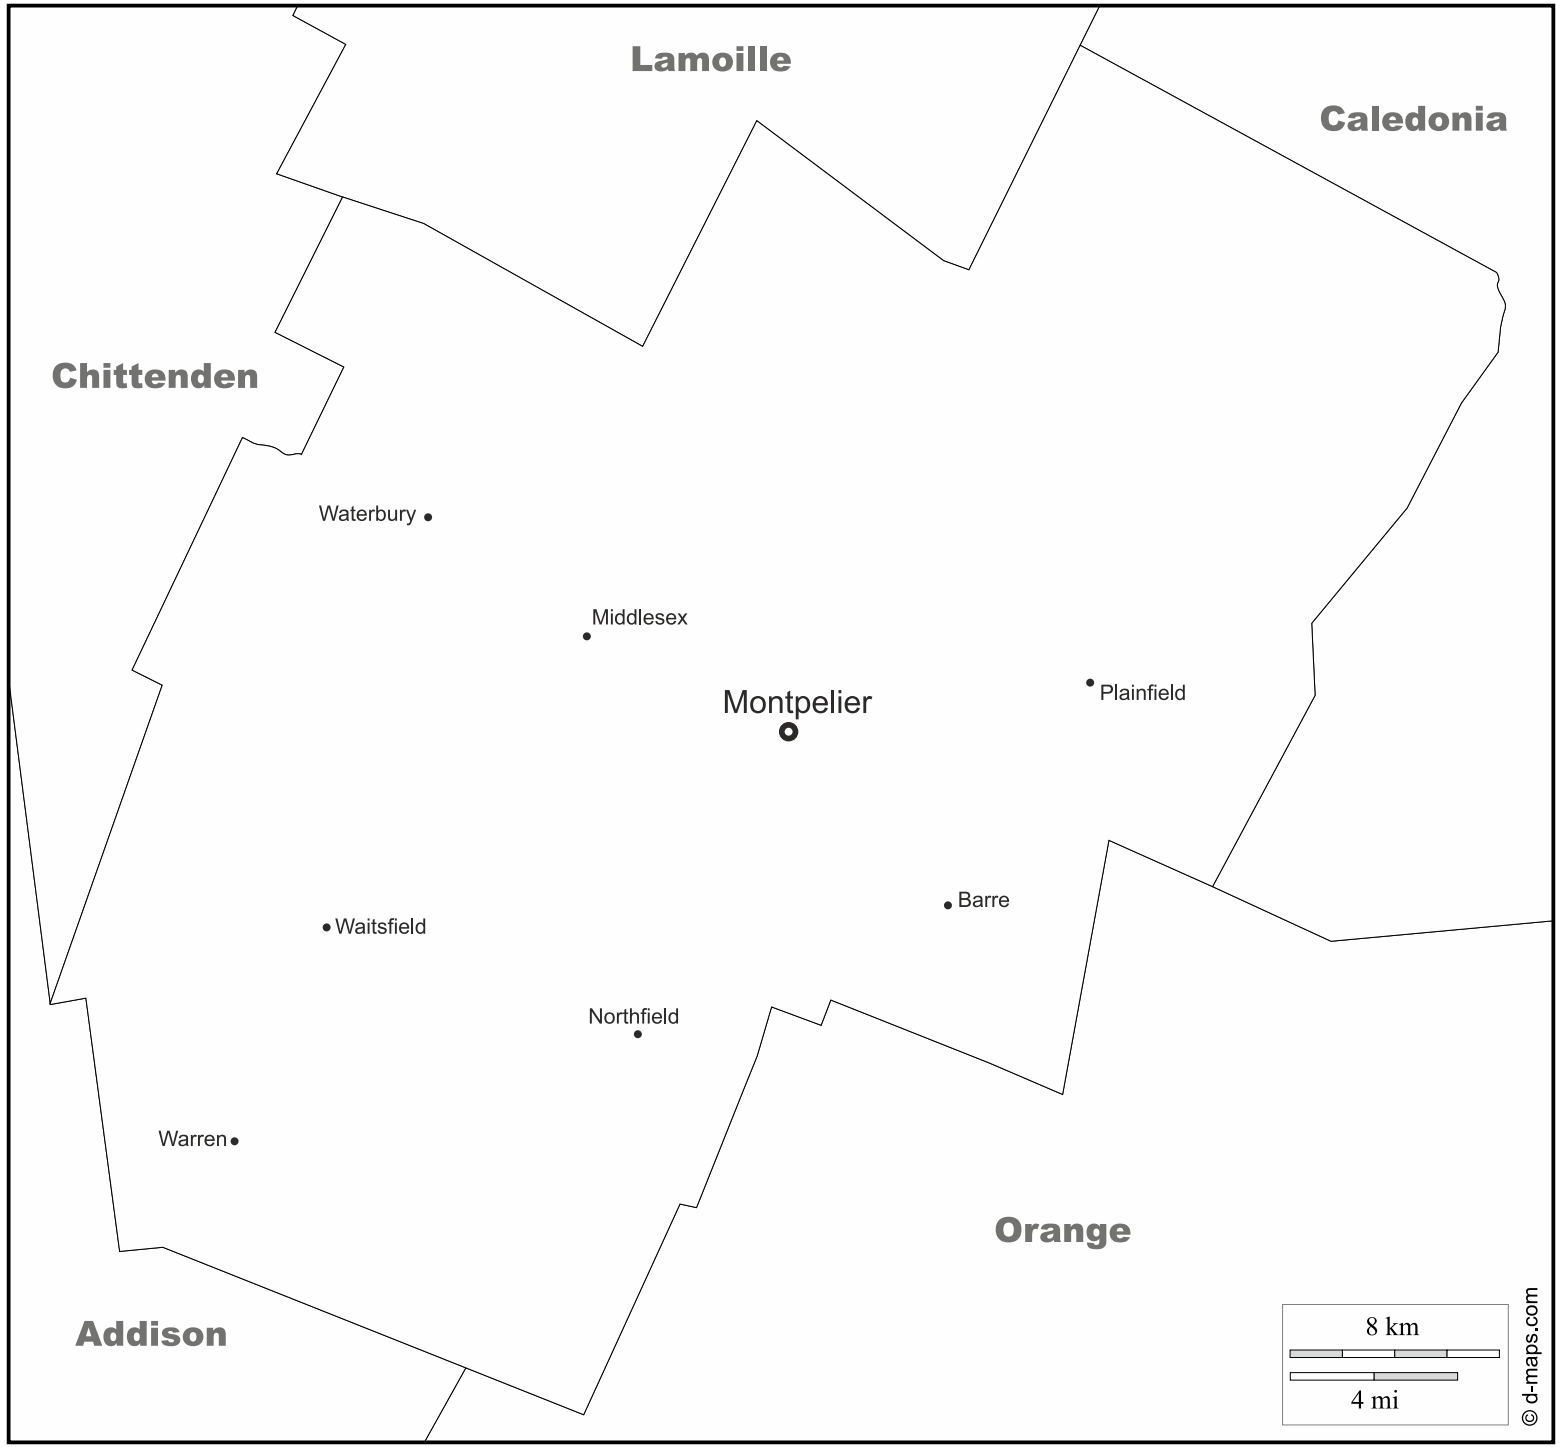 Lamoille
Caledonia
Chittenden
Waterbury
Middlesex
Plainfield
Montpelier
Barre
Waitsfield
Northfield
Warren
Orange
Addison
8 km
4 mi
© d-maps.com